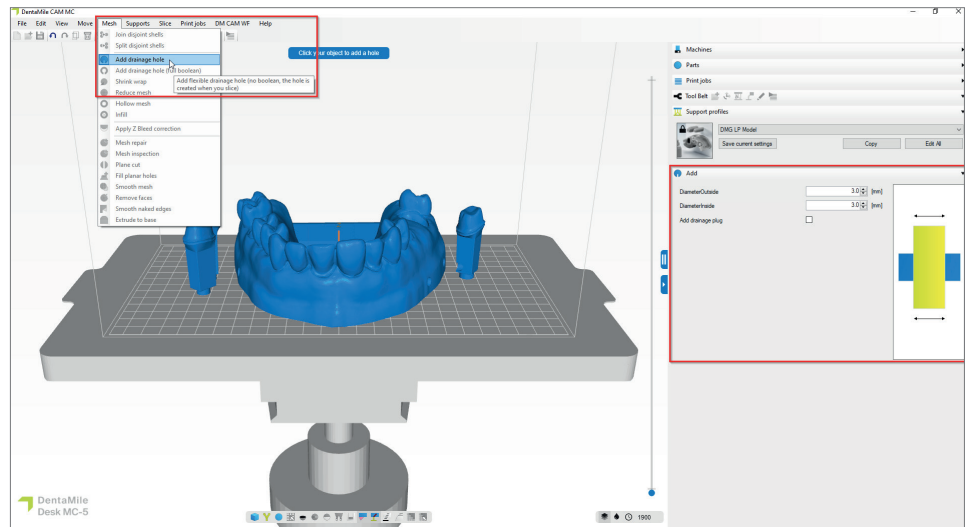 DentaMile CAM MC
File Edit View Move Mesh Supports Slice Print jobs DM CAM WF Help
Join disjoint shells
Split disjoint shells
Add drainage hole
Add drainage hole (full boolean)
Add flexible drainage hole (no boolean, the hole is
created when you slice)
Shrink wrap
Reduce mesh
Hollow mesh
Infill
Apply Z Bleed correction
Mesh repair
Mesh inspection
Plane cut
Fill planar holes
Smooth mesh
Remove faces
Smooth naked edges
Extrude to base
Click your object to add a hole
Machines
Parts
Print jobs
Tool Belt
Support profiles
DMG LP Model
Save current settings Copy Edit All
Add
DiameterOutside 3.0 [mm]
DiameterInside 3.0 [mm]
Add drainage plug
DentaMile
Desk MC-5
1900